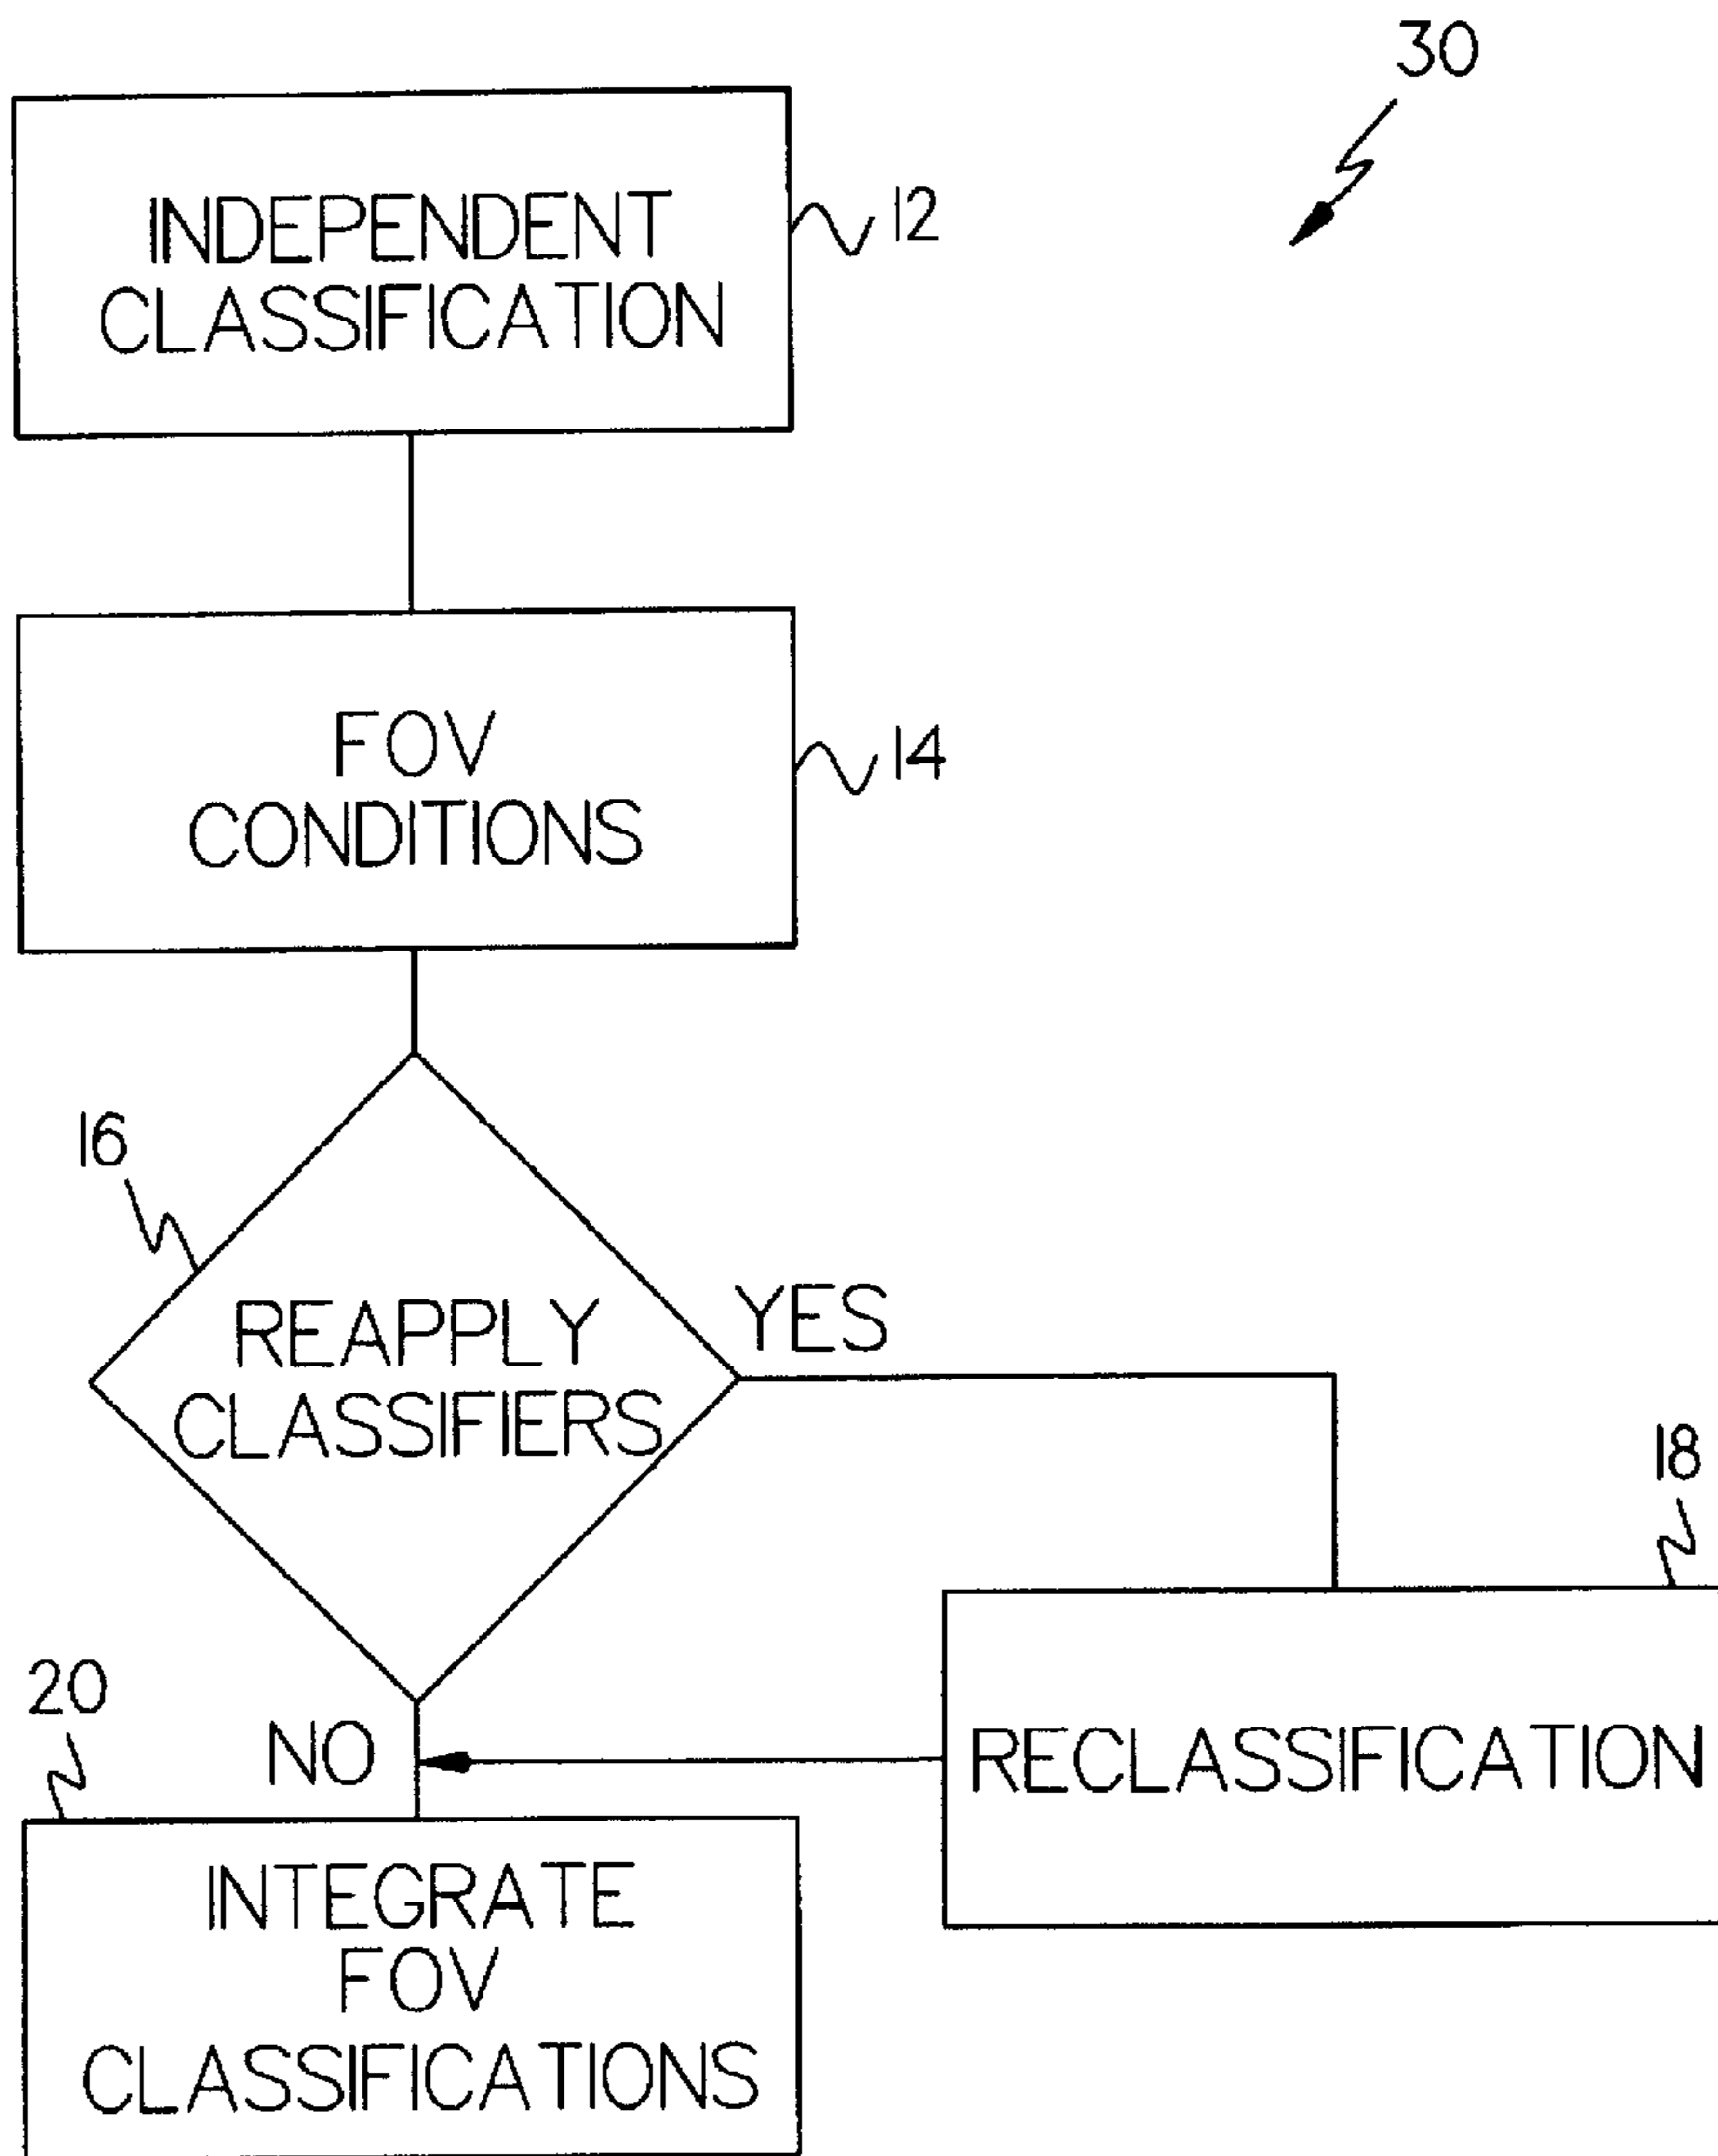 30
INDEPENDENT
CLASSIFICATION
12
FOV
CONDITIONS
14
16
REAPPLY
CLASSIFIERS
YES
18
RECLASSIFICATION
20
NO
INTEGRATE
FOV
CLASSIFICATIONS